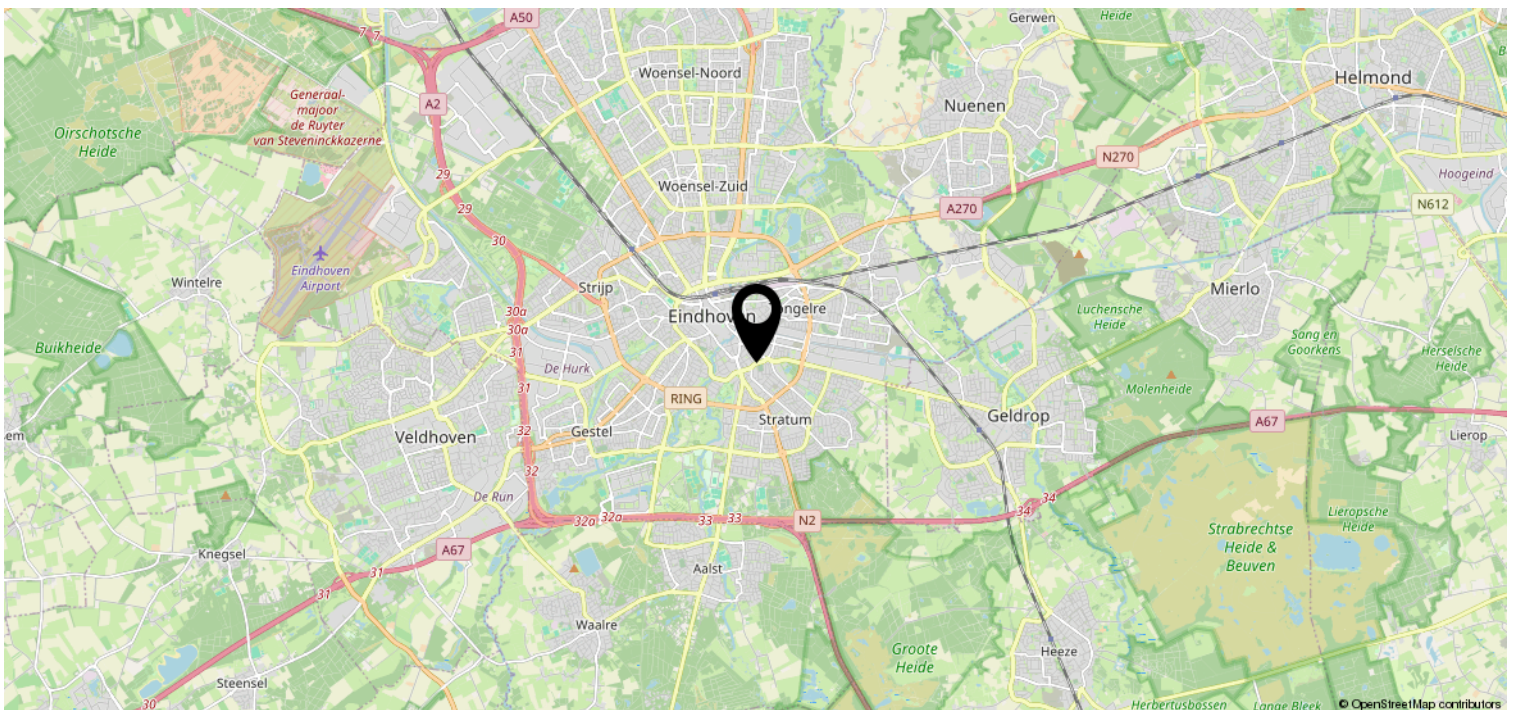 A50
Gerwen
Heide
7
7
Woensel-Noord
Helmond
Generaal-
majoor
de Ruyter
van Steveninckkazerne
A2
Nuenen
Oirschotsche
Heide
N270
29
Woensel-Zuid
Hoogeind
29
A270
N612
30
Eindhoven
Airport
Wintelre
Strijp
Mierlo
30a
30a
Eindhoven
ongelre
Luchensche
Heide
Buikheide
31
Sang en
Goorkens
Herselsche
Heide
De Hurk
31
Molenheide
RING
Geldrop
Stratum
A67
Veldhoven
32
Gestel
Lierop
32
De Run
34
34
32a
32a
33
33
N2
Lieropsche
Heide
Strabrechtse
Heide &
Beuven
Knegsel
A67
Aalst
31
31
Waalre
Groote
Heide
Heeze
Steensel
30
Herbertusbossen
Lange Bleek
© OpenStreetMap contributors